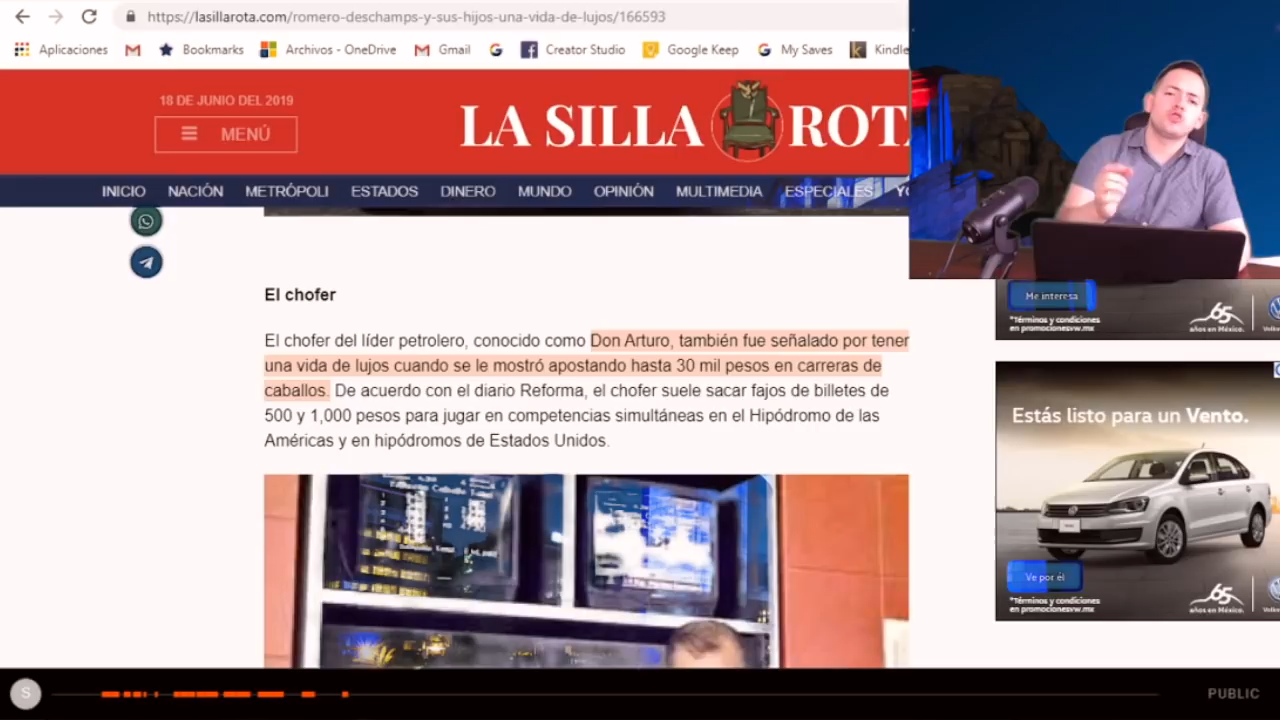 https://lasillarota.com/romero-deschamps-y-sus-hijos-una-vida-de-lujos/166593
Aplicaciones Bookmarks Archivos - OneDrive Gmail Creator Studio Google Keep My Saves Kindle
18 DE JUNIO DEL 2019
MENÚ
LA SILLA ROTA
INICIO NACIÓN METRÓPOLI ESTADOS DINERO MUNDO OPINIÓN MULTIMEDIA ESPECIALES
El chofer
El chofer del líder petrolero, conocido como Don Arturo, también fue señalado por tener
una vida de lujos cuando se le mostró apostando hasta 30 mil pesos en carreras de
caballos. De acuerdo con el diario Reforma, el chofer suele sacar fajos de billetes de
500 y 1,000 pesos para jugar en competencias simultáneas en el Hipódromo de las
Américas y en hipódromos de Estados Unidos.
Me interesa
*Términos y condiciones
en promocionesvw.mx
65
años en México.
Estás listo para un Vento.
Ve por él
*Términos y condiciones
en promocionesvw.mx
65
años en México.
S
PUBLIC